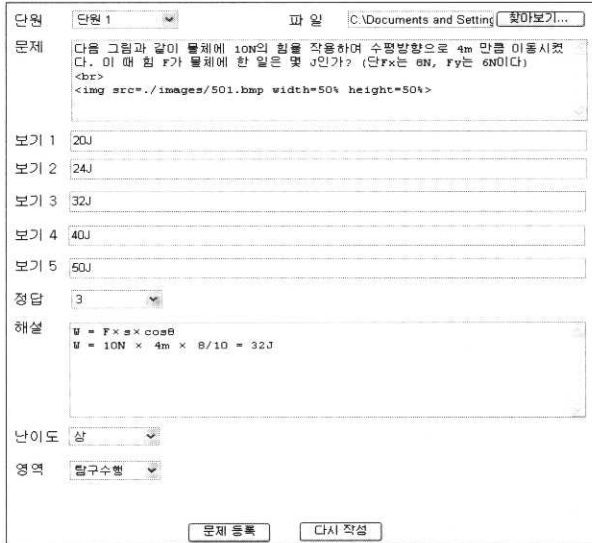 단원 단원 1 파 일 C:\Documents and Setting 찾아보기...
문제 다음 그림과 같이 물체에 10N의 힘을 작용하며 수평방향으로 4m 만큼 이동시켰
다. 이 때 힘 F가 물체에 한 일은 몇 J인가? (단Fx는 8N, Fy는 6N이다)
<br>
<img src=./images/501.bmp width=50% height=50%>
보기 1 20J
보기 2 24J
보기 3 32J
보기 4 40J
보기 5 50J
정답 3
해설 W = F× s× cosθ
W = 10N × 4m × 8/10 = 32J
난이도 상
영역 탐구수행
문제 등록 다시 작성